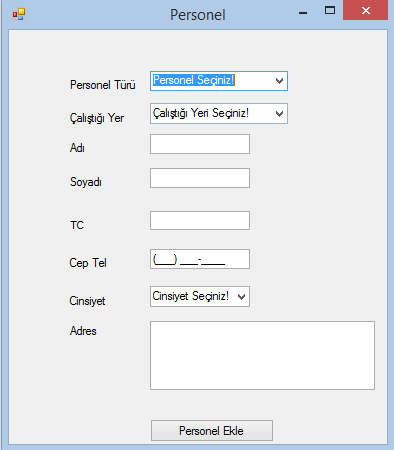 Personel
Personel Türü Personel Seçiniz!
Çalıştığı Yer Çalıştığı Yeri Seçiniz!
Adı
Soyadı
TC
Cep Tel (___) ___-____
Cinsiyet Cinsiyet Seçiniz!
Adres
Personel Ekle